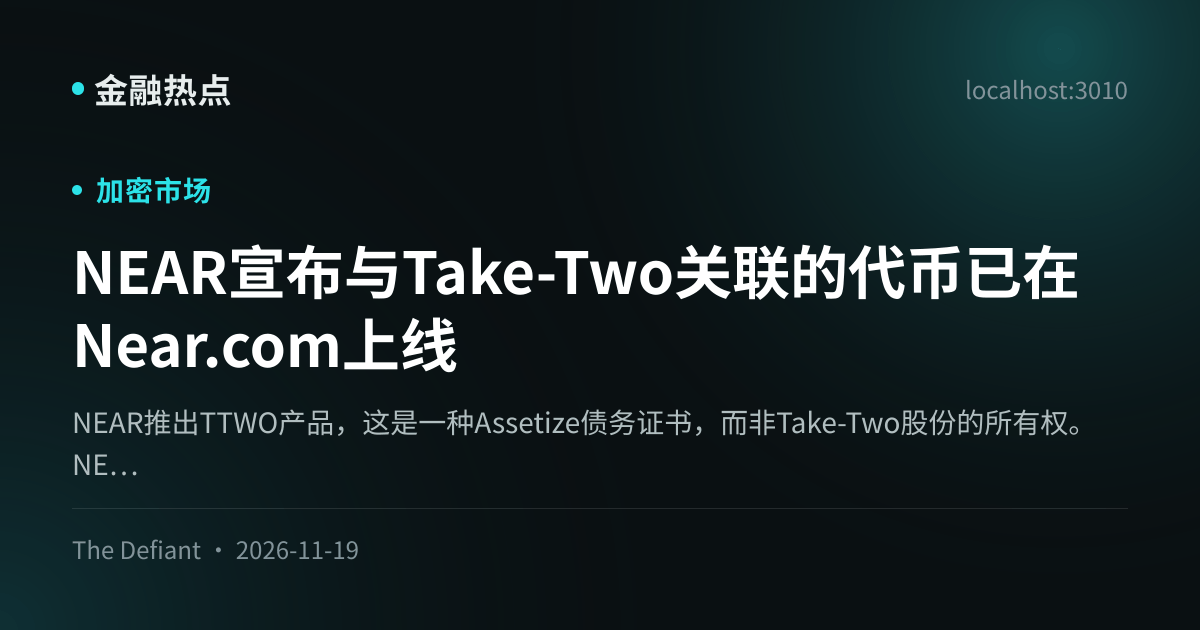 金融热点
localhost:3010
加密市场
NEAR宣布与Take-Two关联的代币已在
Near.com上线
NEAR推出TTWO产品，这是一种Assetize债务证书，而非Take-Two股份的所有权。
NE…
The Defiant · 2026-11-19